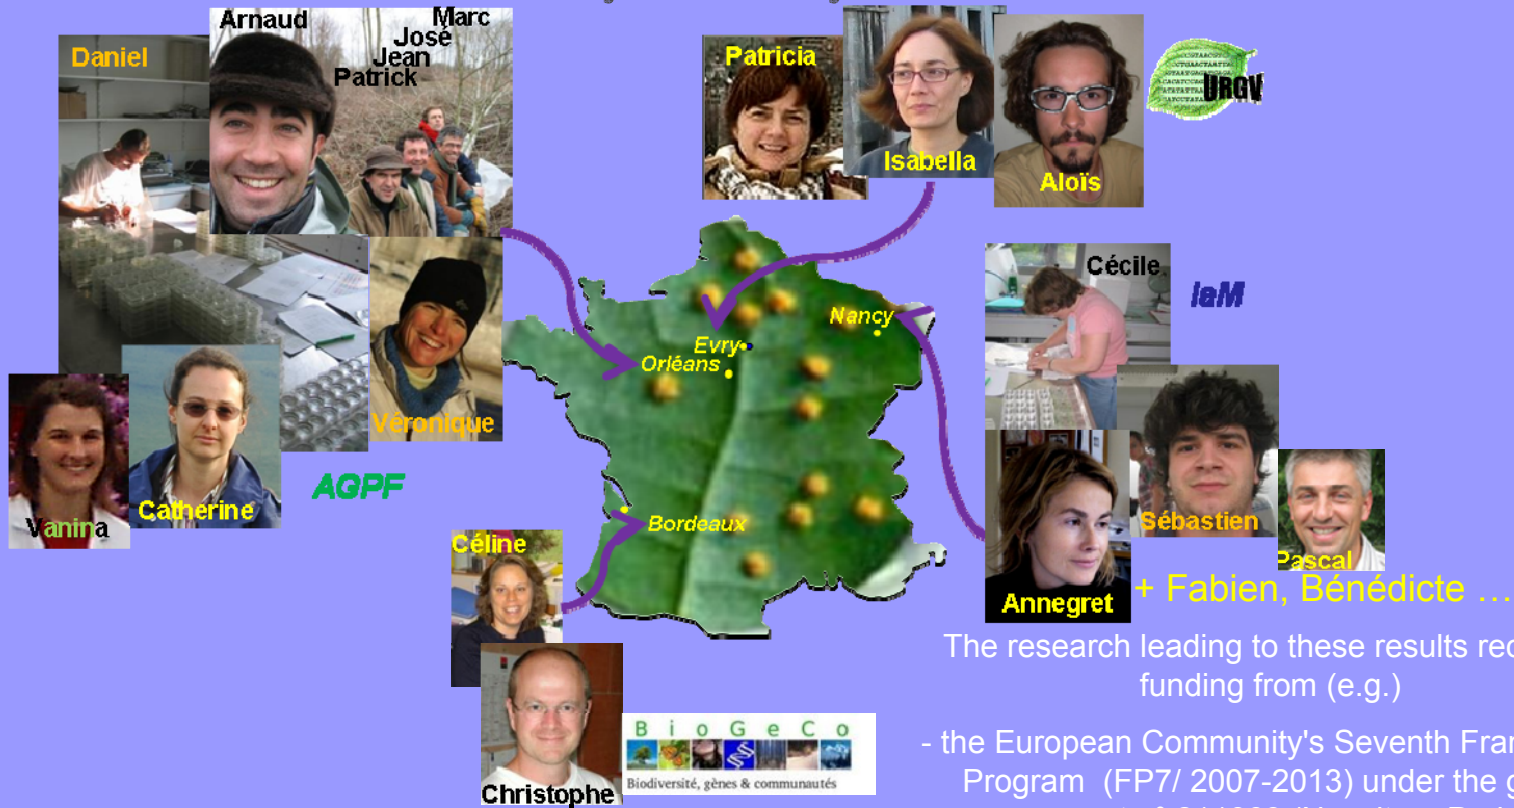 Arnaud
Marc
José
Jean
Patrick
Daniel
Patricia
Isabella
Aloïs
URGV
Cécile
IaM
Nancy
Evry
Orléans
Véronique
Vanina
Catherine
AGPF
Bordeaux
Céline
Sébastien
Pascal
Annegret
+ Fabien, Bénédicte …
Christophe
BioGeCo
Biodiversité, gènes & communautés
The research leading to these results
funding from (e.g.)
- the European Community's Seventh
Program (FP7/ 2007-2013) under the